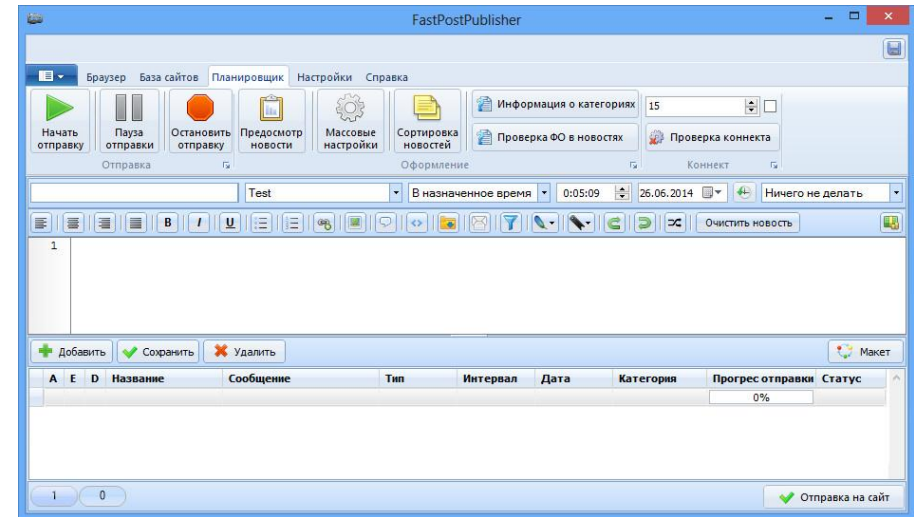 FastPostPublisher
Браузер База сайтов Планировщик Настройки Справка
Начать отправку
Пауза отправки
Остановить отправку
Предосмотр новости
Массовые настройки
Сортировка новостей
Информация о категориях
15
Проверка ФО в новостях
Проверка коннекта
Отправка
Оформление
Коннект
Test В назначенное время 0:05:09 26.06.2014 Ничего не делать
B I U Очистить новость
1
Добавить Сохранить Удалить Макет
A E D Название Сообщение Тип Интервал Дата Категория Прогрес отправки Статус
0%
1 0 Отправка на сайт